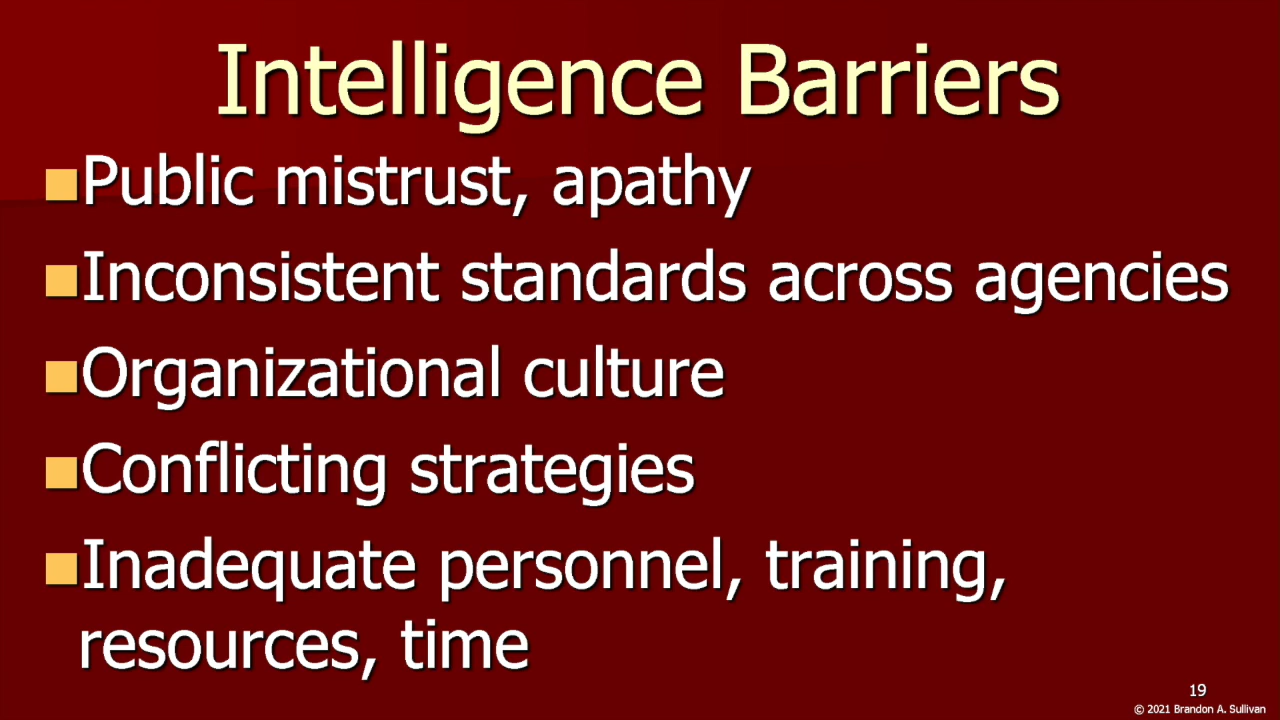 Intelligence Barriers
Public mistrust, apathy
Inconsistent standards across agencies
Organizational culture
Conflicting strategies
Inadequate personnel, training,
resources, time
19
© 2021 Brandon A. Sullivan